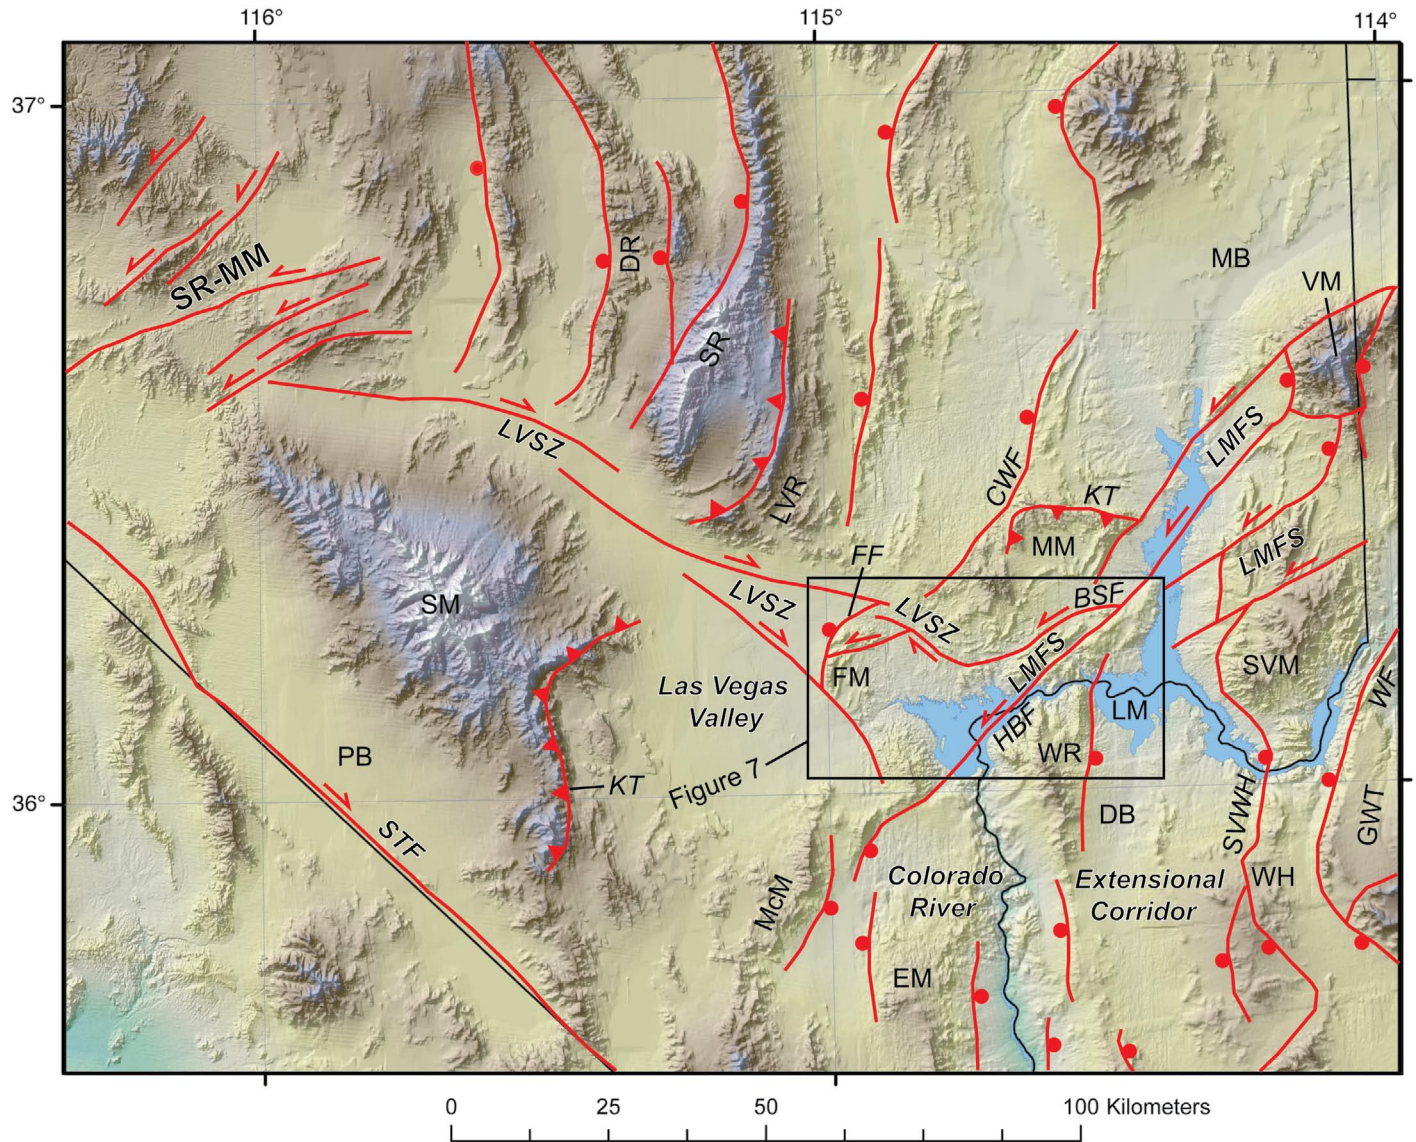 116°
115°
114°
37°
MB
VM
DR
SR-MM
SR
LMFS
LVSZ
CWF
LVR
KT
MM
LMFS
FF
SM
LVSZ
LVSZ
BSF
LMFS
SVM
FM
Las Vegas
Valley
WF
LM
HBF
WR
PB
Figure 7
KT
36°
DB
SVWH
GWT
STF
Colorado
River
Extensional
Corridor
WH
McM
EM
0 25 50 100 Kilometers